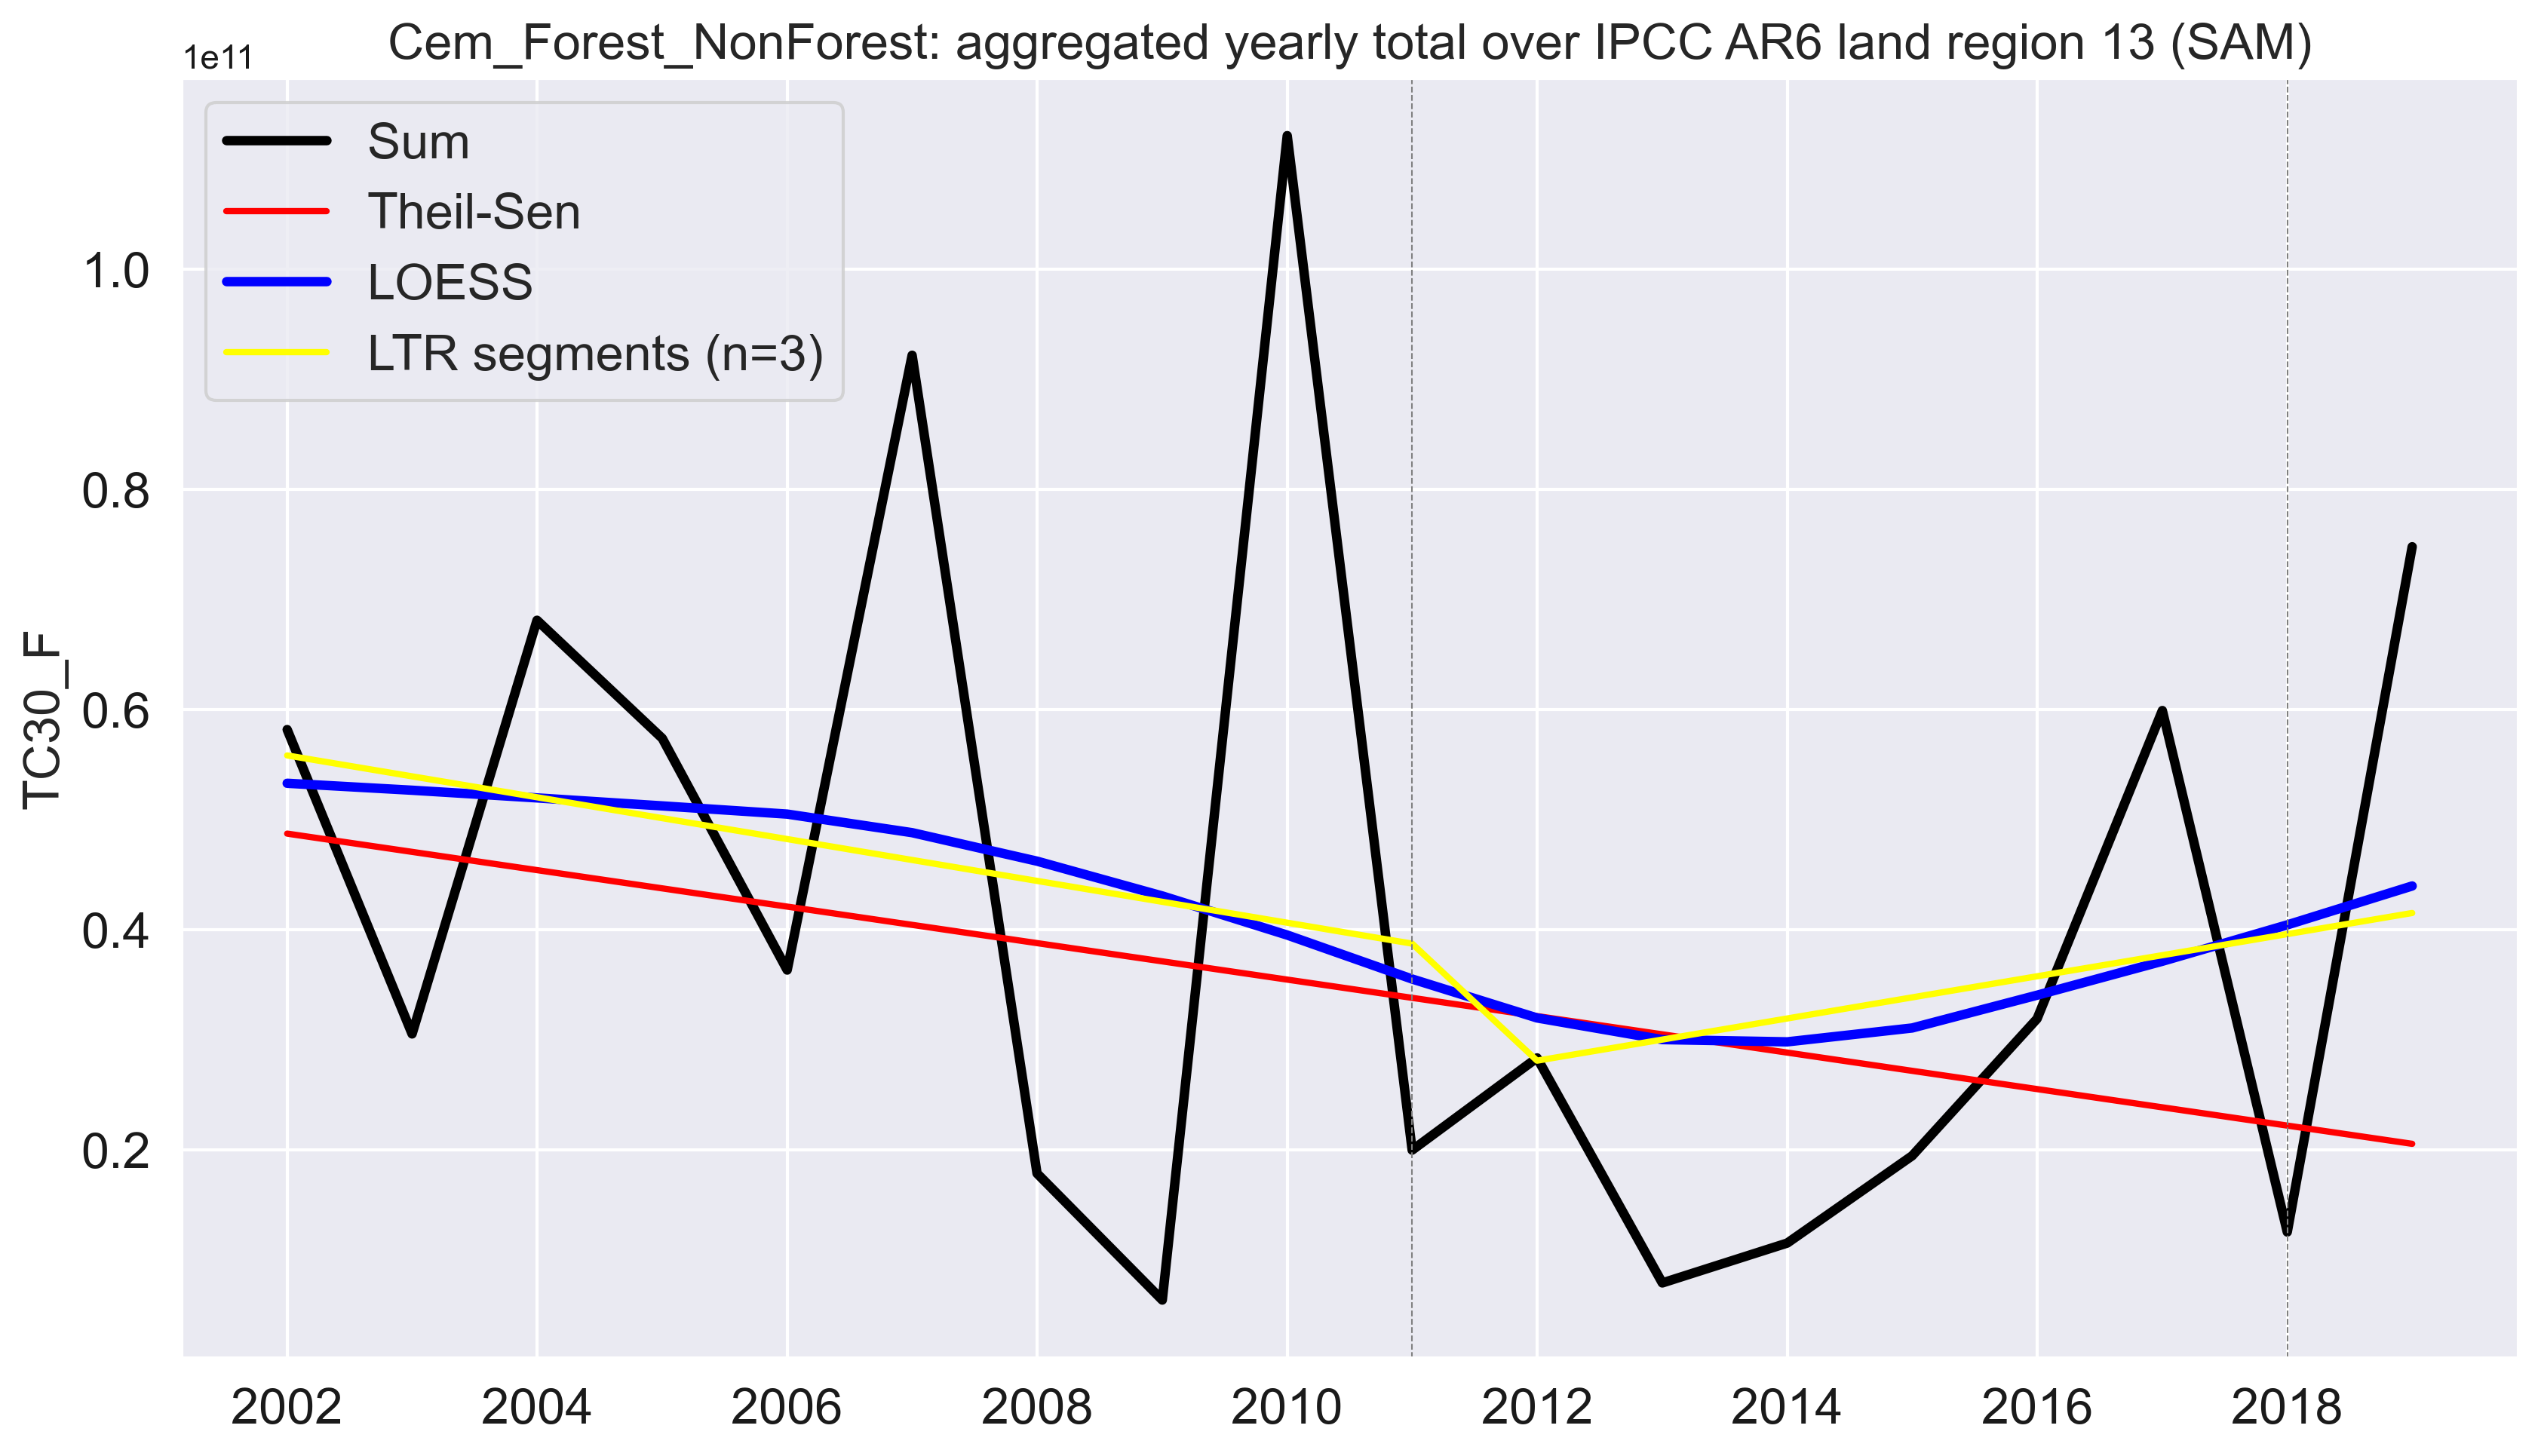 Cem_Forest_NonForest: aggregated yearly total over IPCC AR6 land region 13 (SAM)
1e11
Sum
Theil-Sen
LOESS
LTR segments (n=3)
1.0
0.8
0.6
0.4
0.2
TC30_F
2002 2004 2006 2008 2010 2012 2014 2016 2018